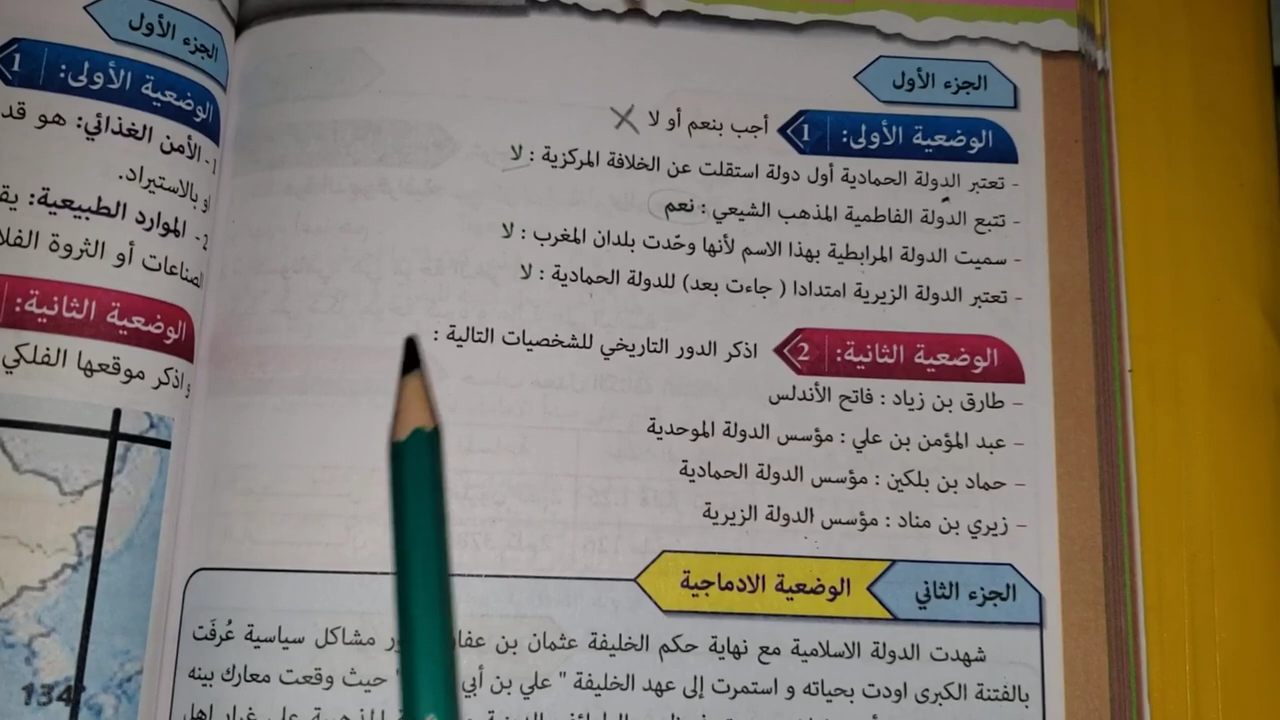 الجزء الأول
الوضعية الأولى: 1 أجب بنعم أو لا
- تعتبر الدولة الحمادية أول دولة استقلت عن الخلافة المركزية : لا
- تتبع الدولة الفاطمية المذهب الشيعي : نعم
- سميت الدولة المرابطية بهذا الاسم لأنها وحّدت بلدان المغرب : لا
- تعتبر الدولة الزيرية امتدادا ( جاءت بعد) للدولة الحمادية : لا
الوضعية الثانية: 2 اذكر الدور التاريخي للشخصيات التالية :
- طارق بن زياد : فاتح الأندلس
- عبد المؤمن بن علي : مؤسس الدولة الموحدية
- حماد بن بلكين : مؤسس الدولة الحمادية
- زيري بن مناد : مؤسس الدولة الزيرية
الجزء الثاني الوضعية الادماجية
شهدت الدولة الاسلامية مع نهاية حكم الخليفة عثمان بن مشاكل سياسية عُرفَت
بالفتنة الكبرى اودت بحياته و استمرت إلى عهد الخليفة " علي بن أبي " حيث وقعت معارك بينه
الجزء الأول
الوضعية الأولى: 1
1- الأمن الغذائي: هو قد
او بالاستيراد.
2- الموارد الطبيعية:
الصناعات أو الثروة
الوضعية الثانية:
و اذكر موقعها الفلكي
134